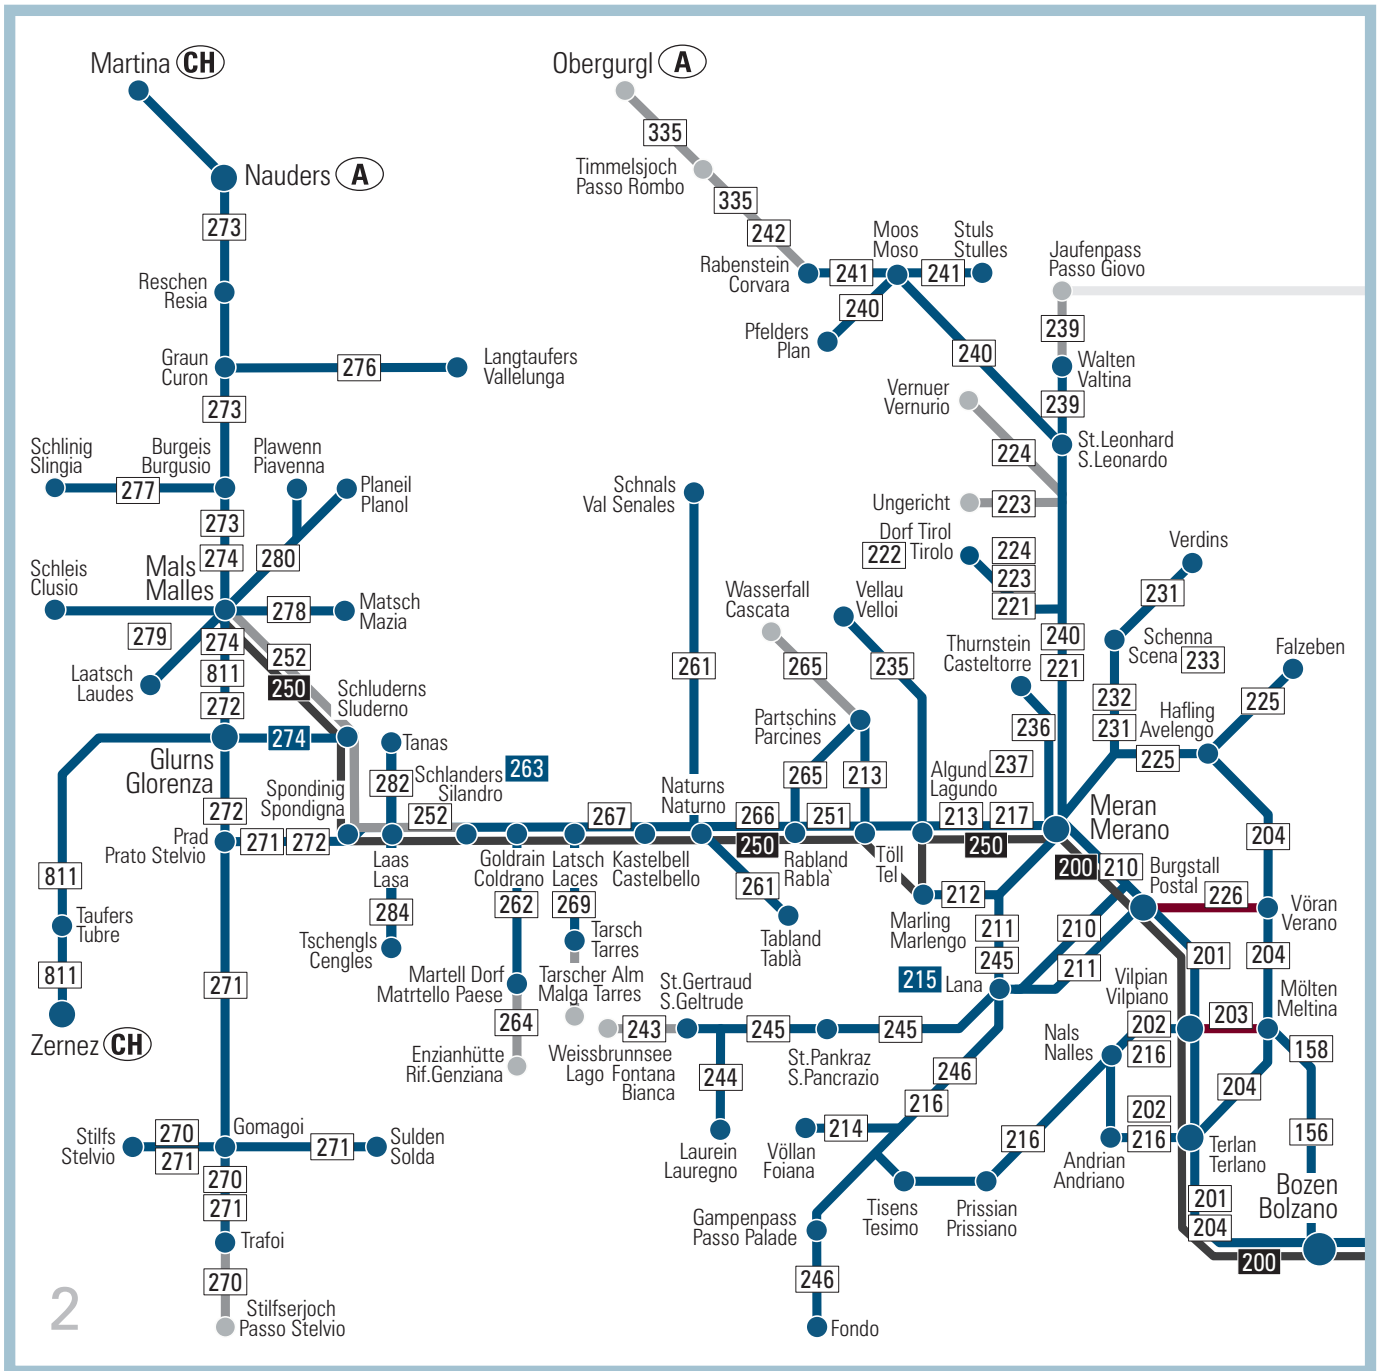 Martina CH
Obergurgl A
335
Timmelsjoch
Passo Rombo
Nauders A
335
273
242
Moos
Moso
Stuls
Stulles
Rabenstein
Corvara
241
241
Jaufenpass
Passo Giovo
Reschen
Resia
240
Pfelders
Plan
239
240
Graun
Curon
276
Langtaufers
Vallelunga
Walten
Valtina
273
Vernuer
Vernurio
239
Schlinig
Slingia
Burgeis
Burgusio
Plawenn
Piavenna
224
St.Leonhard
S.Leonardo
277
Planeil
Planol
Schnals
Val Senales
Ungericht
223
273
274
280
Dorf Tirol
Tirolo
222
224
223
221
Verdins
Schleis
Clusio
Mals
Malles
278
Matsch
Mazia
Wasserfall
Cascata
Vellau
Velloi
231
279
274
252
240
Thurnstein
Casteltorre
Schenna
Scena
233
Falzeben
Laatsch
Laudes
811
250
261
265
235
221
272
Schluderns
Sluderno
232
225
Partschins
Parcines
236
231
Hafling
Avelengo
274
Glurns
Glorenza
Tanas
225
263
265
213
Algund
Lagundo
237
Spondinig
Spondigna
282
Schlanders
Silandro
Naturns
Naturno
Meran
Merano
272
252
267
266
251
213
217
204
Prad
Prato Stelvio
271
272
250
250
Laas
Lasa
Goldrain
Coldrano
Latsch
Laces
Kastelbell
Castelbello
Rabland
Rabla`
Töll
Tel
200
210
Burgstall
Postal
811
261
212
226
284
262
269
Marling
Marlengo
Vöran
Verano
Taufers
Tubre
Tabland
Tablà
211
210
Tschengls
Cengles
Tarsch
Tarres
201
204
811
271
Martell Dorf
Matrtello Paese
Tarscher Alm
Malga Tarres
St.Gertraud
S.Geltrude
215
Lana
245
211
Vilpian
Vilpiano
Mölten
Meltina
264
243
245
245
202
203
Zernez CH
Enzianhütte
Rif.Genziana
Weissbrunnsee
Lago Fontana
Bianca
St.Pankraz
S.Pancrazio
Nals
Nalles
216
158
244
246
204
216
202
Stilfs
Stelvio
270
271
Gomagoi
271
Sulden
Solda
Laurein
Lauregno
Völlan
Foiana
214
216
216
156
Andrian
Andriano
Terlan
Terlano
270
271
Tisens
Tesimo
Prissian
Prissiano
201
204
Bozen
Bolzano
Gampenpass
Passo Palade
Trafoi
200
270
246
2
Stilfserjoch
Passo Stelvio
Fondo